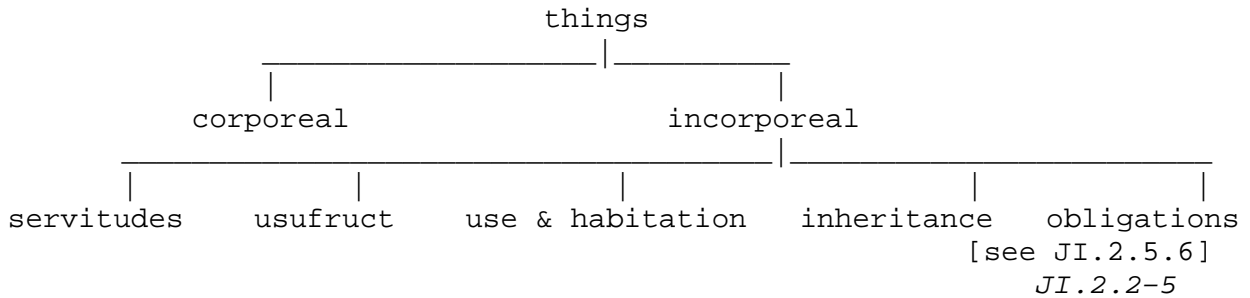 things
corporeal incorporeal
servitudes usufruct use & habitation inheritance obligations
[see JI.2.5.6]
JI.2.2-5